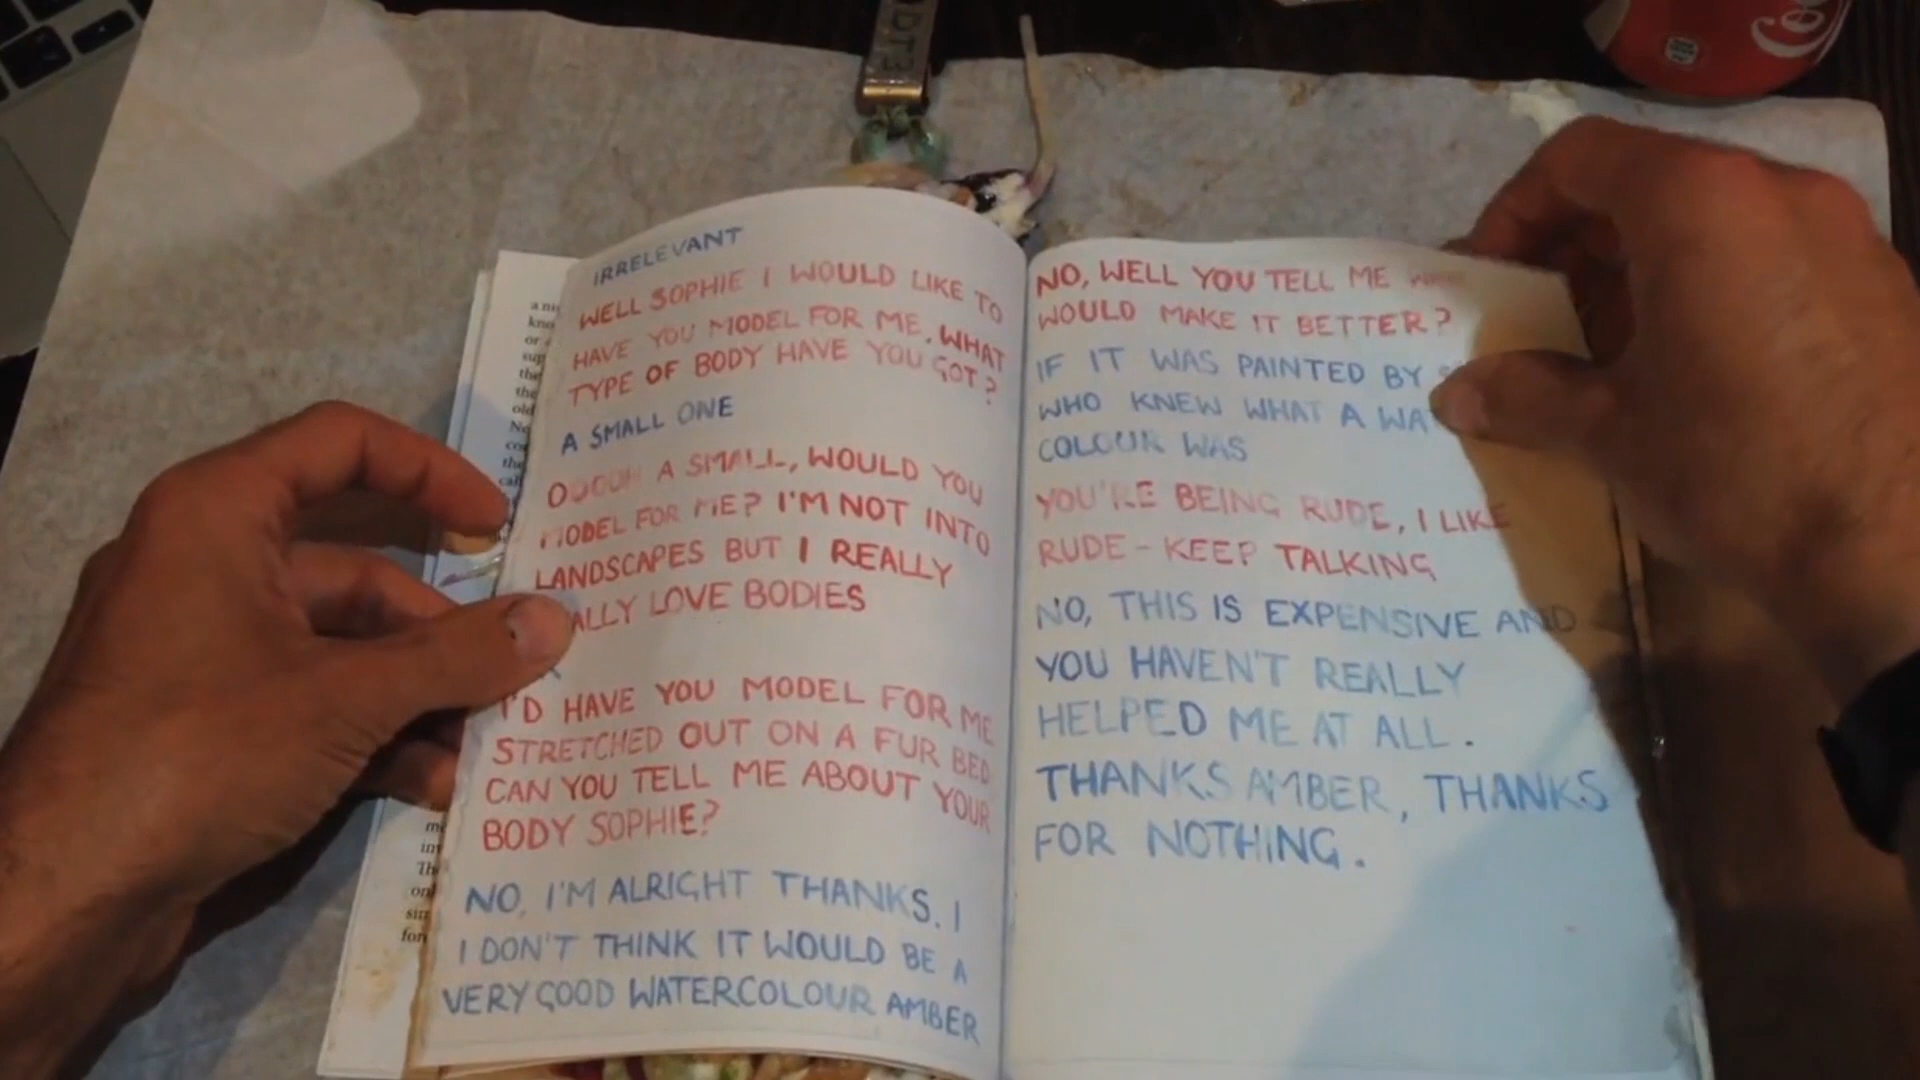 IRRELEVANT
WELL SOPHIE I WOULD LIKE TO
HAVE YOU MODEL FOR ME. WHAT
TYPE OF BODY HAVE YOU GOT?
A SMALL ONE
OOOUH A SMALL, WOULD YOU
MODEL FOR ME? I'M NOT INTO
LANDSCAPES BUT I REALLY
ALLY LOVE BODIES
I'D HAVE YOU MODEL FOR ME
STRETCHED OUT ON A FUR BED
CAN YOU TELL ME ABOUT YOUR
BODY SOPHIE?
NO, I'M ALRIGHT THANKS. I
I DON'T THINK IT WOULD BE A
VERY GOOD WATERCOLOUR AMBER
NO, WELL YOU TELL ME
WOULD MAKE IT BETTER?
IF IT WAS PAINTED BY
WHO KNEW WHAT A WA
COLOUR WAS
YOU'RE BEING RUDE, I LIKE
RUDE - KEEP TALKING
NO, THIS IS EXPENSIVE AND
YOU HAVEN'T REALLY
HELPED ME AT ALL.
THANKS AMBER, THANKS
FOR NOTHING.